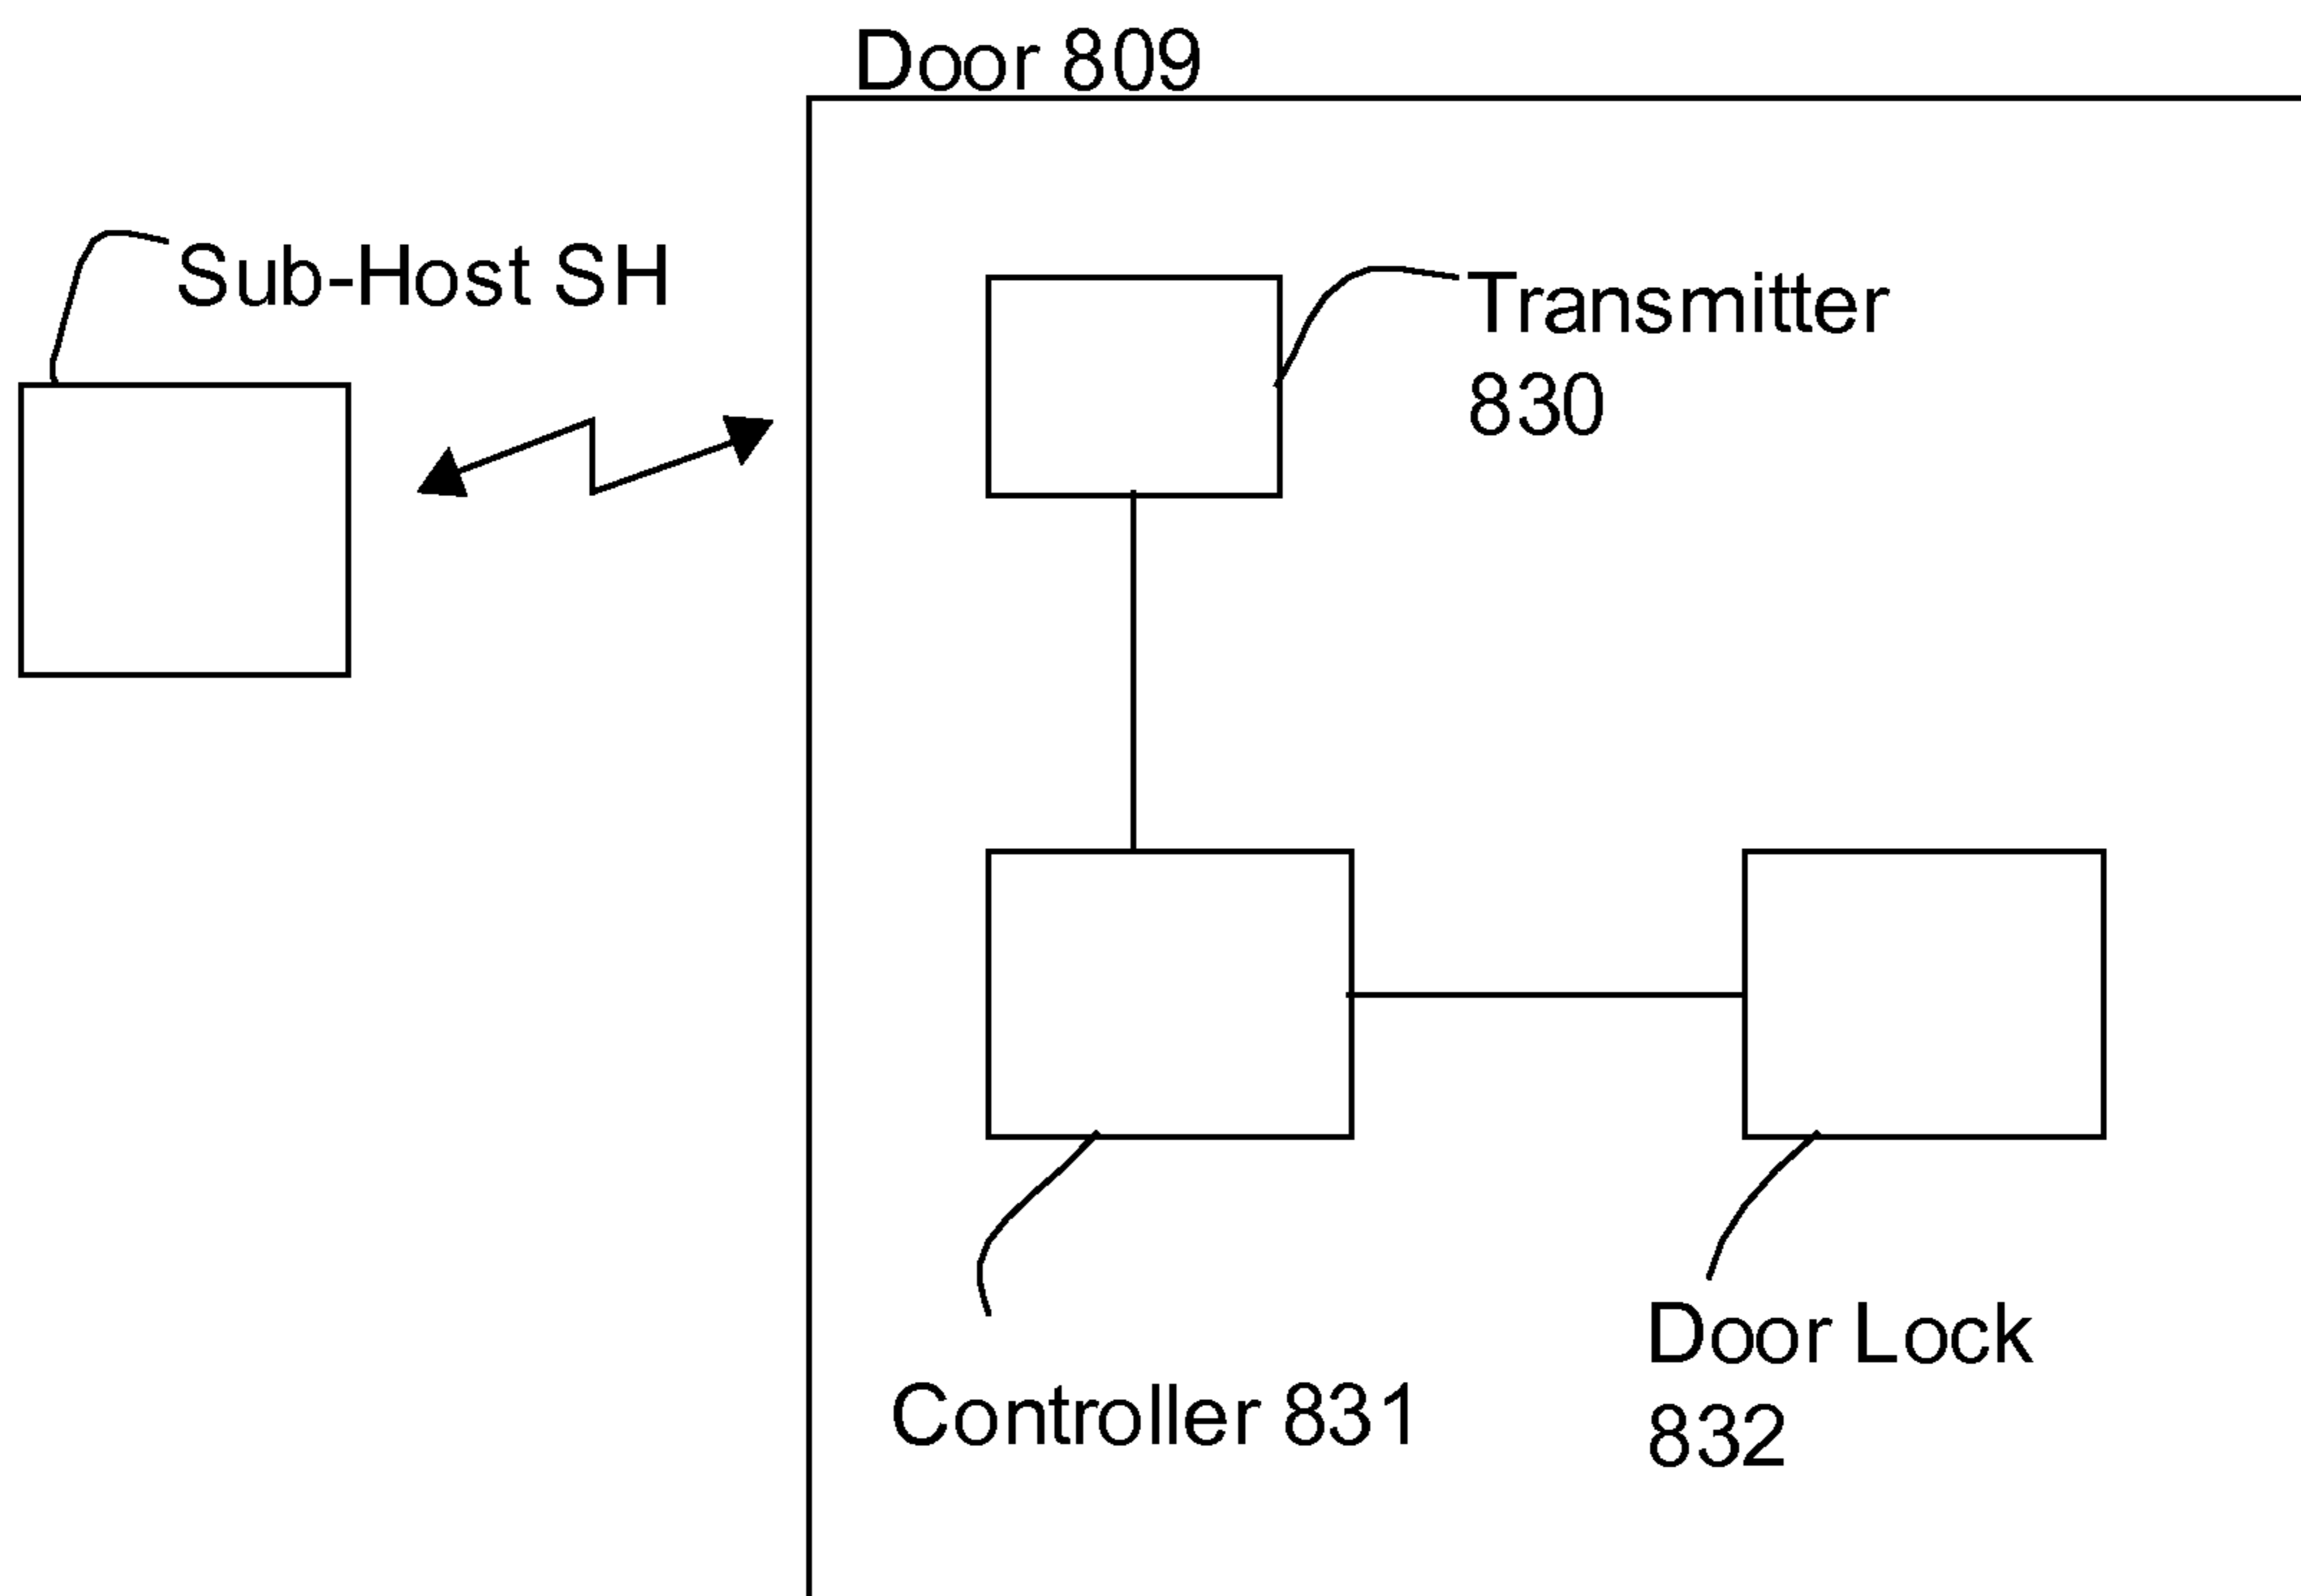 Door 809
Sub-Host SH
Transmitter
830
Controller 831
Door Lock
832